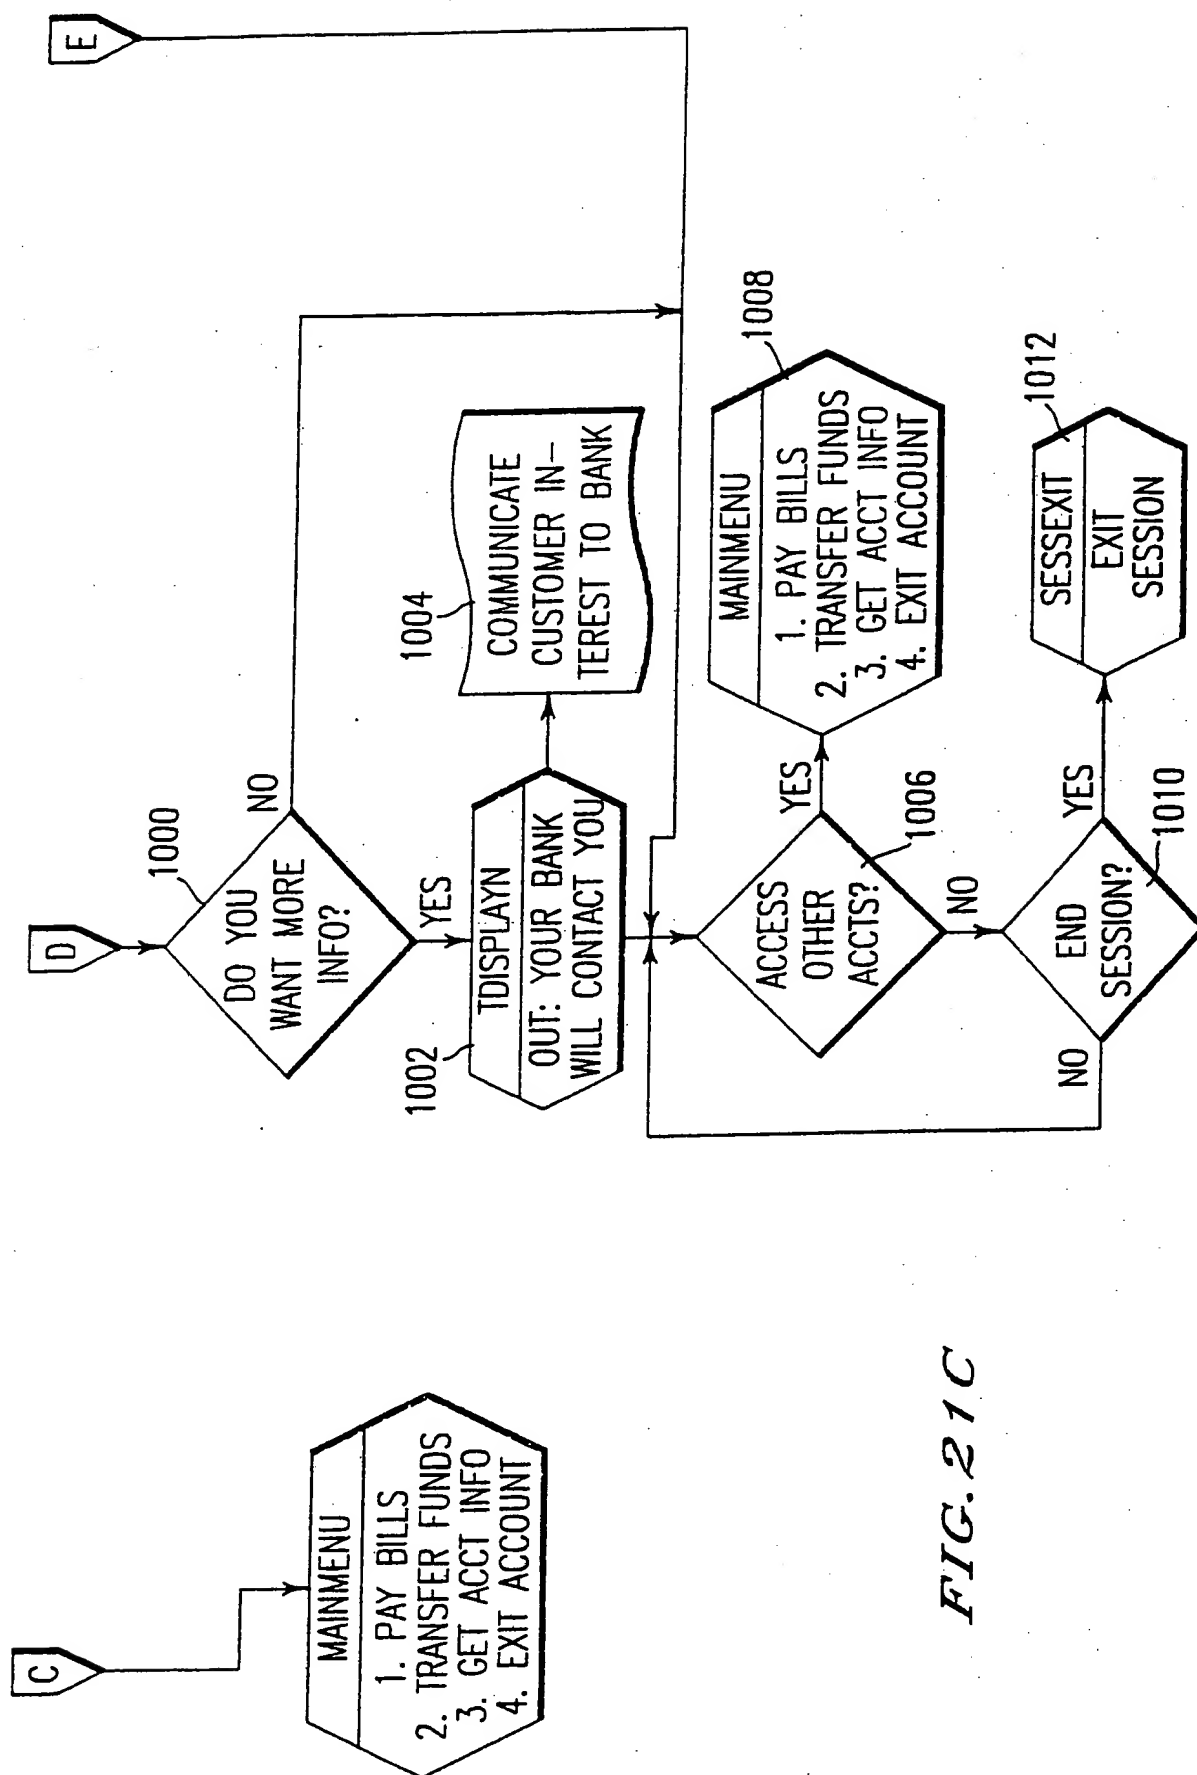 C
MAINMENU
1. PAY BILLS
2. TRANSFER FUNDS
3. GET ACCT INFO
4. EXIT ACCOUNT
D
1000
DO YOU
WANT MORE
INFO?
NO
YES
1002
TDISPLAYN
OUT: YOUR BANK
WILL CONTACT YOU
1004
COMMUNICATE
CUSTOMER IN-
TEREST TO BANK
E
ACCESS
OTHER
ACCTS?
1006
YES
NO
MAINMENU
1. PAY BILLS
2. TRANSFER FUNDS
3. GET ACCT INFO
4. EXIT ACCOUNT
1008
END
SESSION?
1010
NO
YES
SESSEXIT
EXIT
SESSION
1012
FIG. 21C